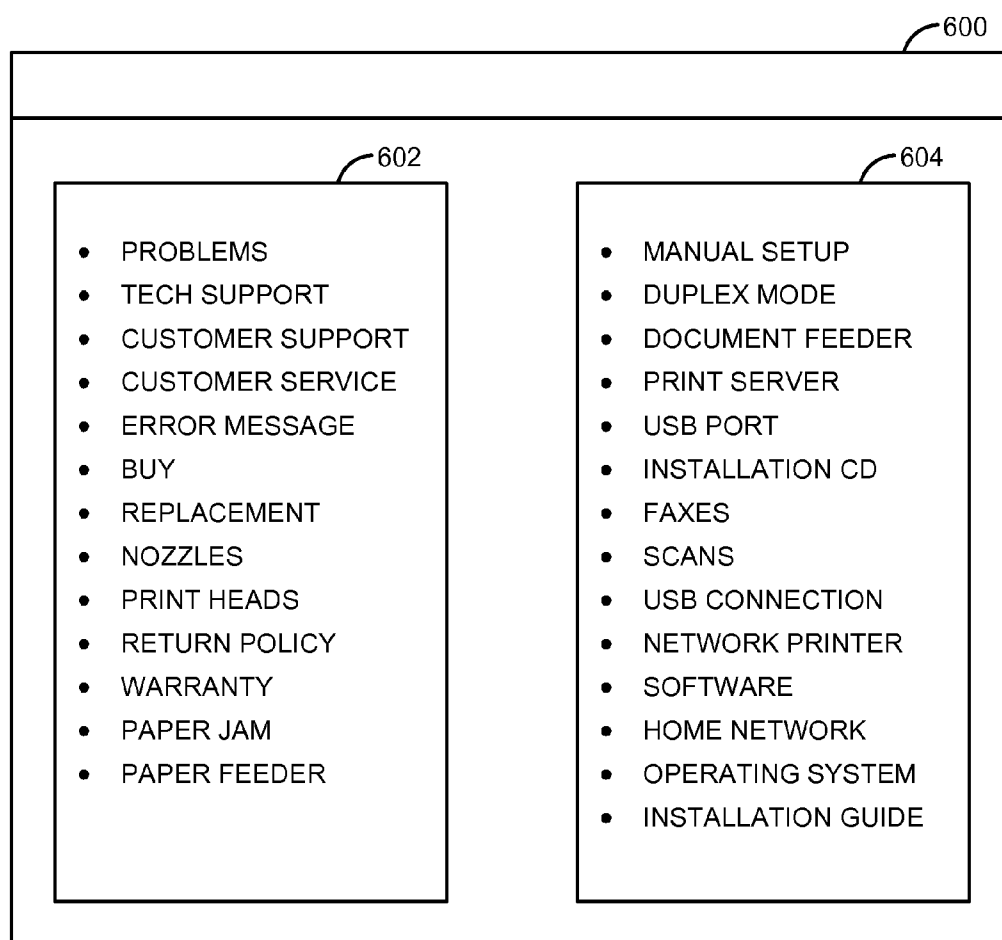 600
602
• PROBLEMS
• TECH SUPPORT
• CUSTOMER SUPPORT
• CUSTOMER SERVICE
• ERROR MESSAGE
• BUY
• REPLACEMENT
• NOZZLES
• PRINT HEADS
• RETURN POLICY
• WARRANTY
• PAPER JAM
• PAPER FEEDER
604
• MANUAL SETUP
• DUPLEX MODE
• DOCUMENT FEEDER
• PRINT SERVER
• USB PORT
• INSTALLATION CD
• FAXES
• SCANS
• USB CONNECTION
• NETWORK PRINTER
• SOFTWARE
• HOME NETWORK
• OPERATING SYSTEM
• INSTALLATION GUIDE